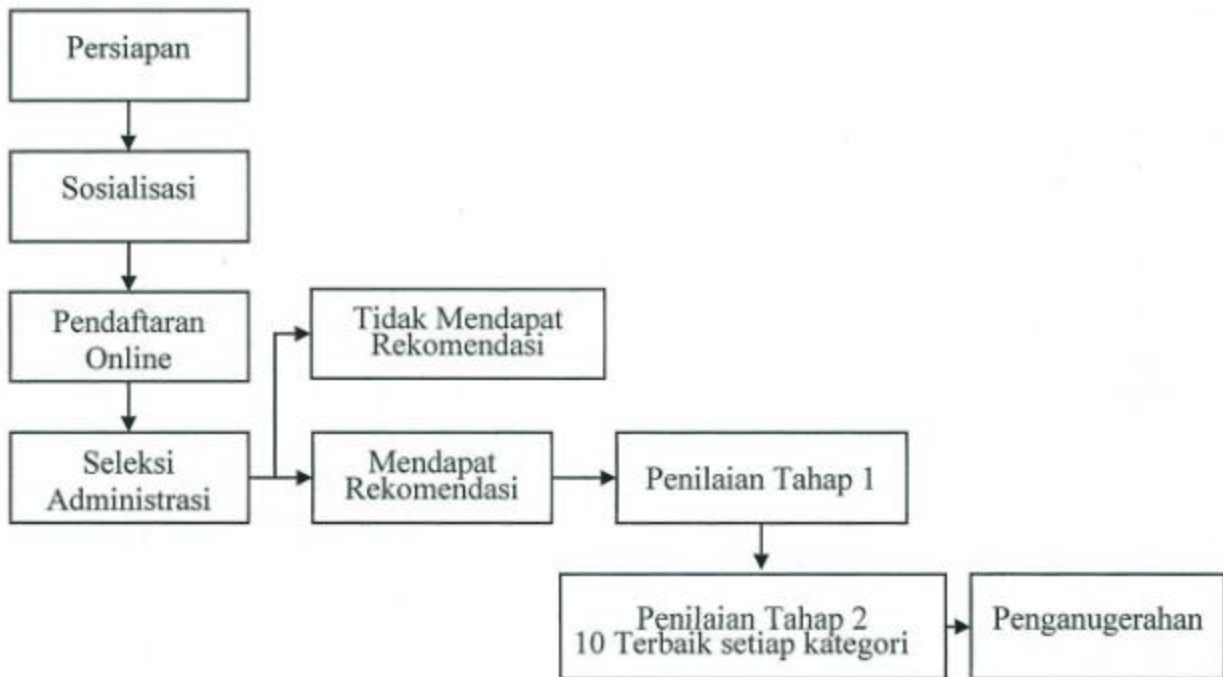 Persiapan
Sosialisasi
Pendaftaran
Online
Tidak Mendapat
Rekomendasi
Seleksi
Administrasi
Mendapat
Rekomendasi
Penilaian Tahap 1
Penilaian Tahap 2
10 Terbaik setiap kategori
Penganugerahan